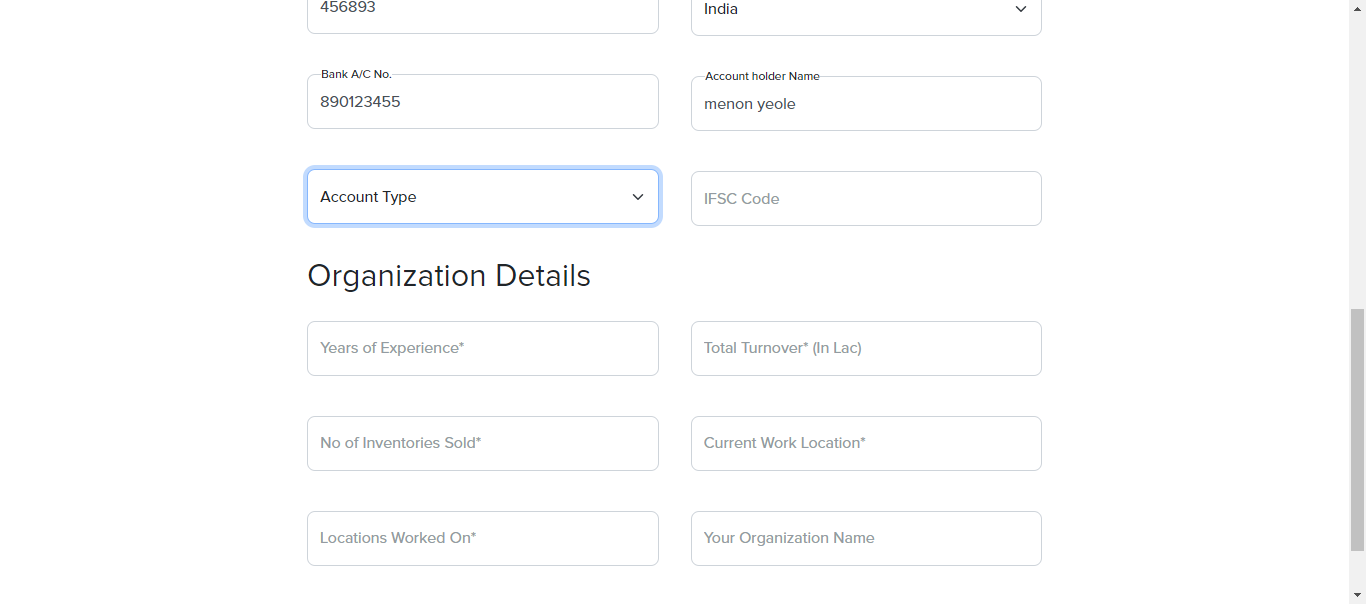 456893
India
Bank A/C No.
890123455
Account holder Name
menon yeole
Account Type
IFSC Code
Organization Details
Years of Experience*
Total Turnover* (In Lac)
No of Inventories Sold*
Current Work Location*
Locations Worked On*
Your Organization Name